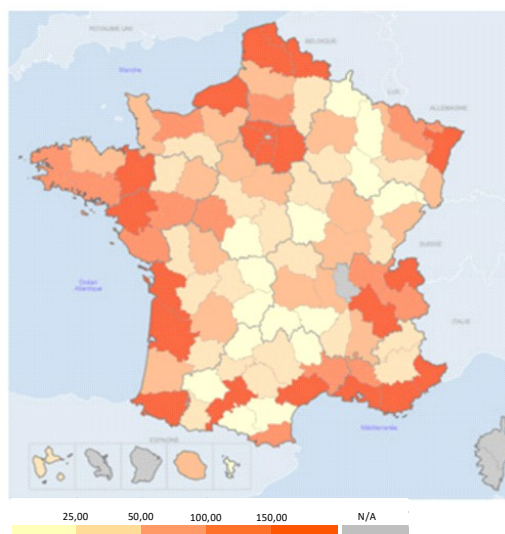 ROYAUME-UNI
BELGIQUE
Manche
LUX.
ALLEMAGNE
SUISSE
Océan
Atlantique
ITALIE
ESPAGNE
Méditerranée
25,00 50,00 100,00 150,00 N/A